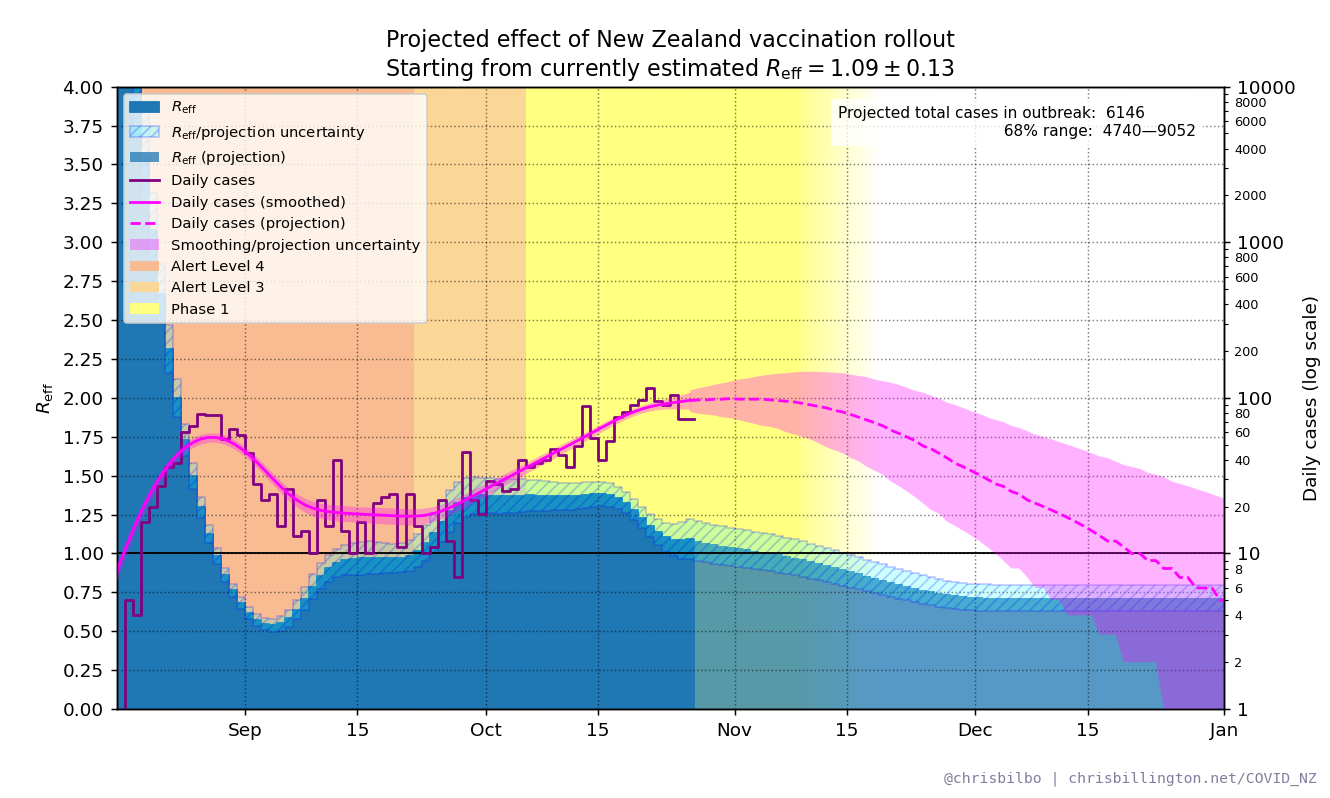 Projected effect of New Zealand vaccination rollout
Starting from currently estimated R_eff = 1.09 ± 0.13
Projected total cases in outbreak: 6146
68% range: 4740—9052
R_eff
R_eff/projection uncertainty
R_eff (projection)
Daily cases
Daily cases (smoothed)
Daily cases (projection)
Smoothing/projection uncertainty
Alert Level 4
Alert Level 3
Phase 1
R_eff
4.00
3.75
3.50
3.25
3.00
2.75
2.50
2.25
2.00
1.75
1.50
1.25
1.00
0.75
0.50
0.25
0.00
10000
8000
6000
4000
2000
1000
800
600
400
200
100
80
60
40
20
10
8
6
4
2
1
Daily cases (log scale)
Sep 15 Oct 15 Nov 15 Dec 15 Jan
@chrisbilbo | chrisbillington.net/COVID_NZ